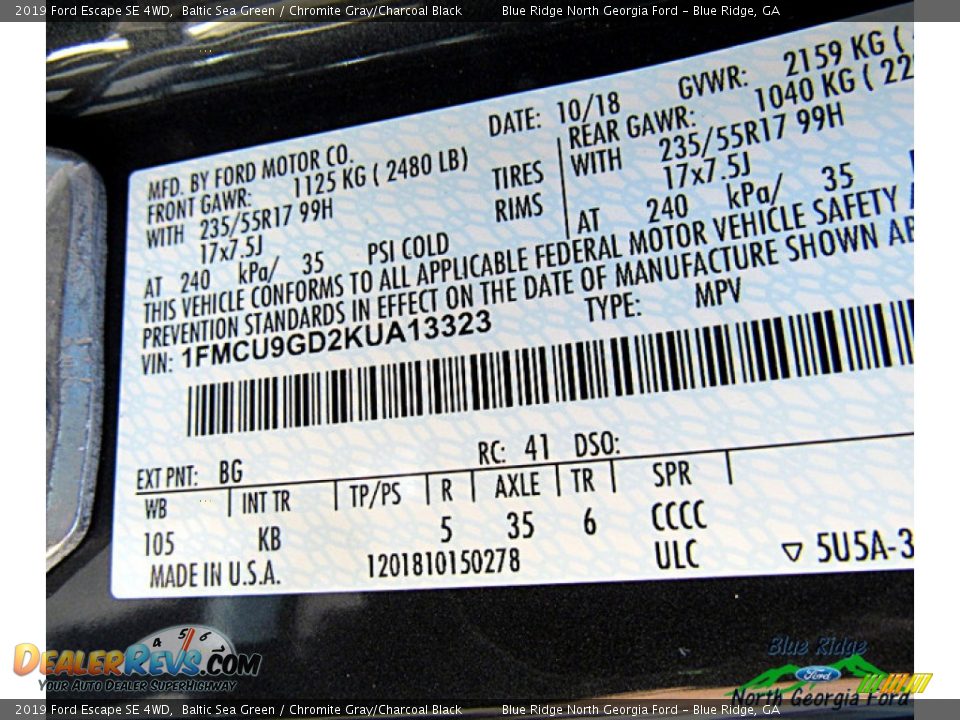 2019 Ford Escape SE 4WD, Baltic Sea Green / Chromite Gray/Charcoal Black Blue Ridge North Georgia Ford - Blue Ridge, GA
MFD. BY FORD MOTOR CO. DATE: 10/18 GVWR: 2159 KG (
FRONT GAWR: 1125 KG ( 2480 LB) REAR GAWR: 1040 KG ( 22
WITH 235/55R17 99H TIRES WITH 235/55R17 99H
17x7.5J RIMS 17x7.5J
AT 240 kPa/ 35 PSI COLD AT 240 kPa/ 35
THIS VEHICLE CONFORMS TO ALL APPLICABLE FEDERAL MOTOR VEHICLE SAFETY
PREVENTION STANDARDS IN EFFECT ON THE DATE OF MANUFACTURE SHOWN AB
VIN: 1FMCU9GD2KUA13323 TYPE: MPV
EXT PNT: BG RC: 41 DSO:
WB INT TR TP/PS R AXLE TR SPR
105 KB 5 35 6 CCCC
MADE IN U.S.A. 1201810150278 ULC 5U5A-3
4 5 6
DEALERREVS.COM
YOUR AUTO DEALER SUPERHIGHWAY
Blue Ridge
Ford
North Georgia Ford
2019 Ford Escape SE 4WD, Baltic Sea Green / Chromite Gray/Charcoal Black Blue Ridge North Georgia Ford - Blue Ridge, GA